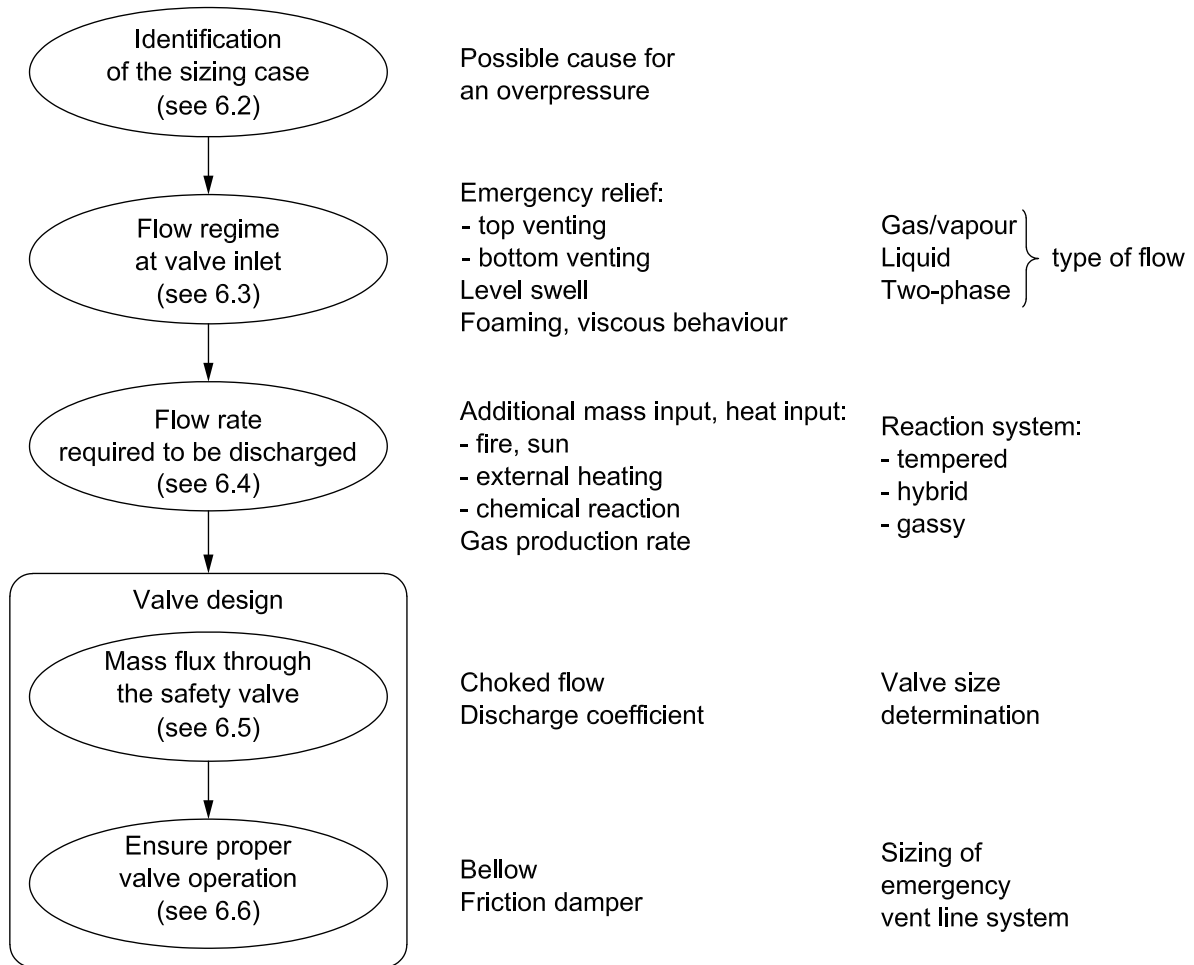 Identification
of the sizing case
(see 6.2)
Possible cause for
an overpressure
Flow regime
at valve inlet
(see 6.3)
Emergency relief:
- top venting
- bottom venting
Level swell
Foaming, viscous behaviour
Gas/vapour
Liquid
Two-phase
type of flow
Flow rate
required to be discharged
(see 6.4)
Additional mass input, heat input:
- fire, sun
- external heating
- chemical reaction
Gas production rate
Reaction system:
- tempered
- hybrid
- gassy
Valve design
Mass flux through
the safety valve
(see 6.5)
Choked flow
Discharge coefficient
Valve size
determination
Ensure proper
valve operation
(see 6.6)
Bellow
Friction damper
Sizing of
emergency
vent line system